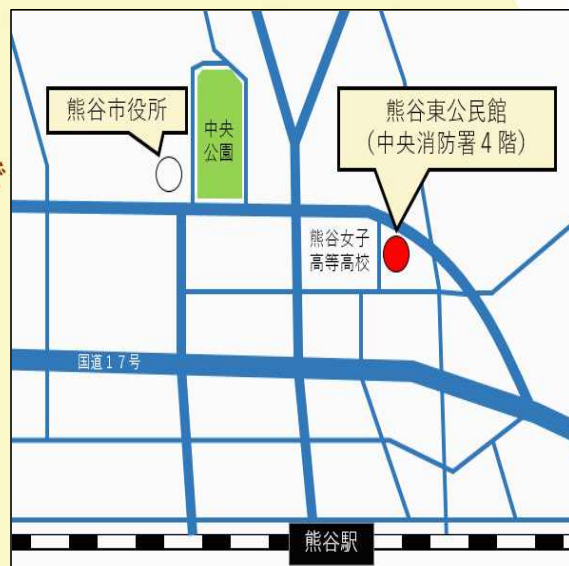 熊谷市役所
中央
公園
熊谷東公民館
（中央消防署４階）
熊谷女子
高等高校
国道１７号
熊谷駅